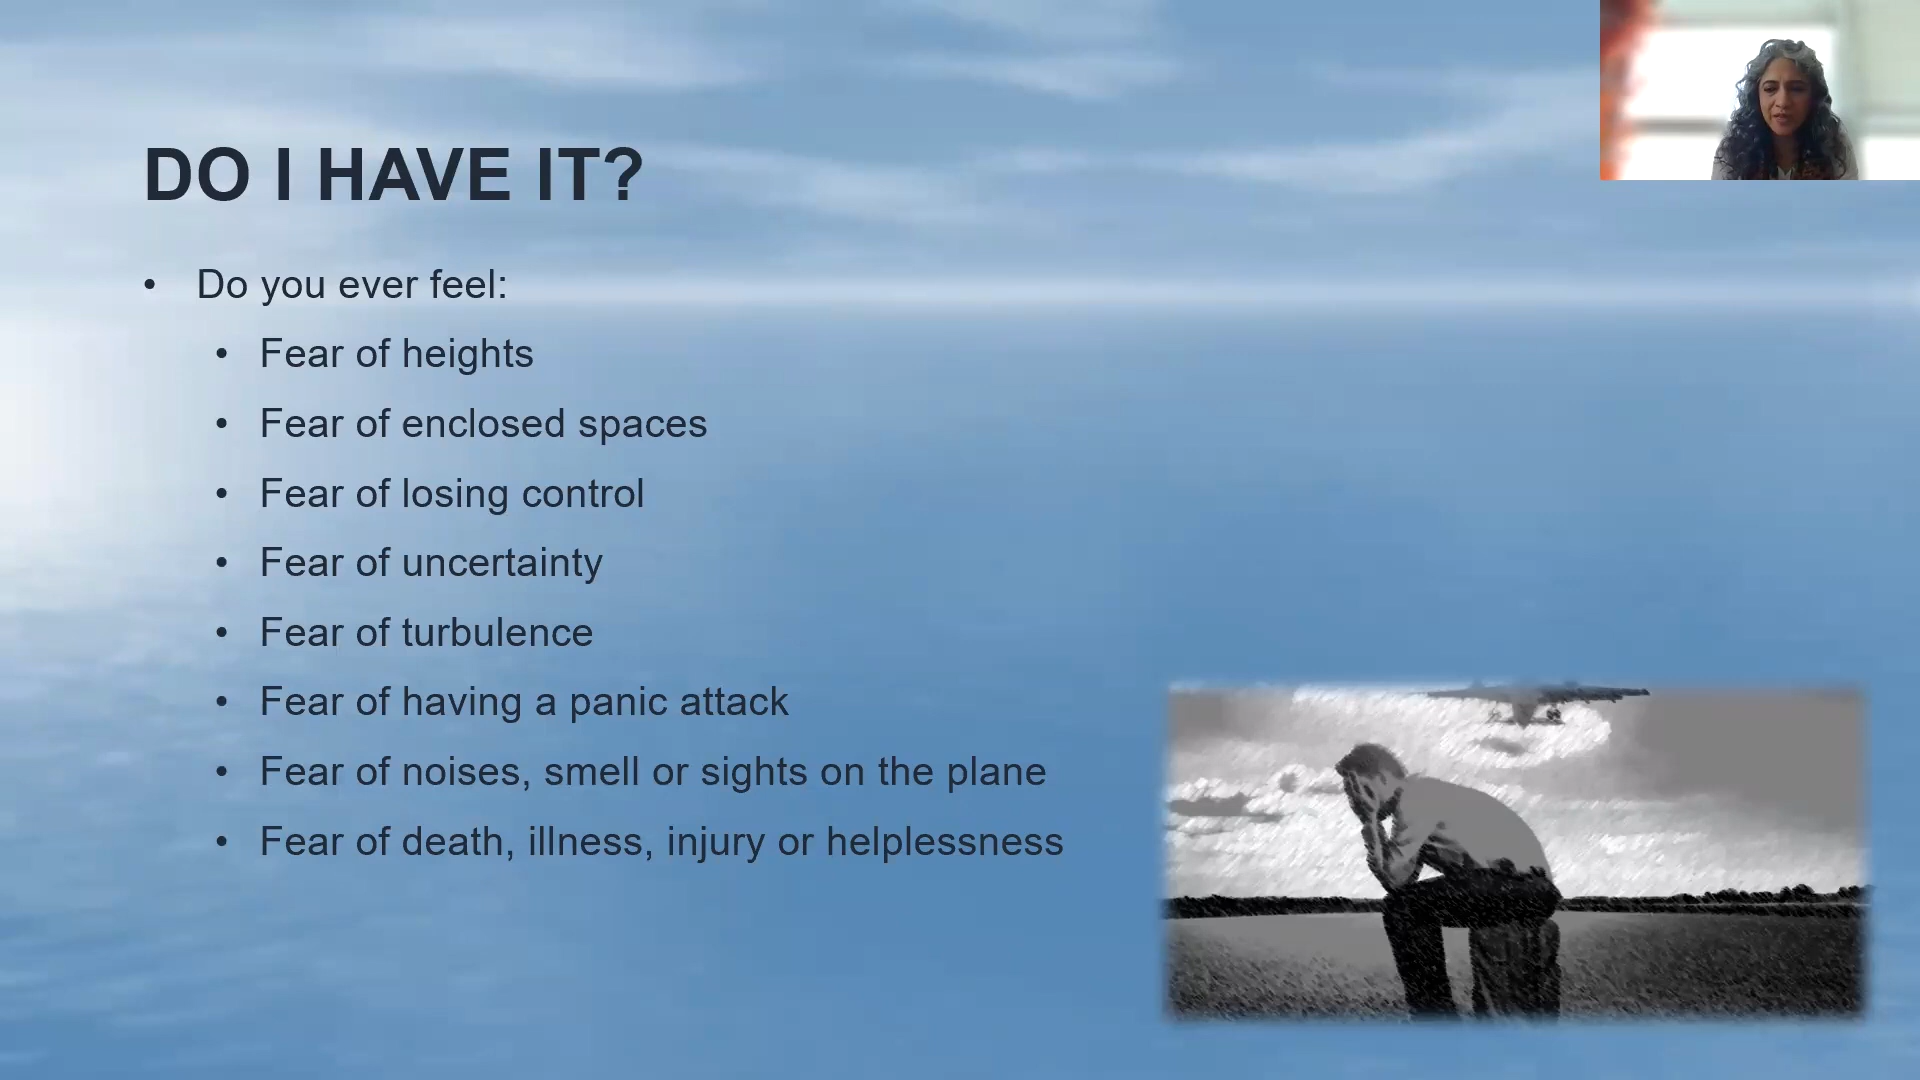 DO I HAVE IT?
• Do you ever feel:
• Fear of heights
• Fear of enclosed spaces
• Fear of losing control
• Fear of uncertainty
• Fear of turbulence
• Fear of having a panic attack
• Fear of noises, smell or sights on the plane
• Fear of death, illness, injury or helplessness